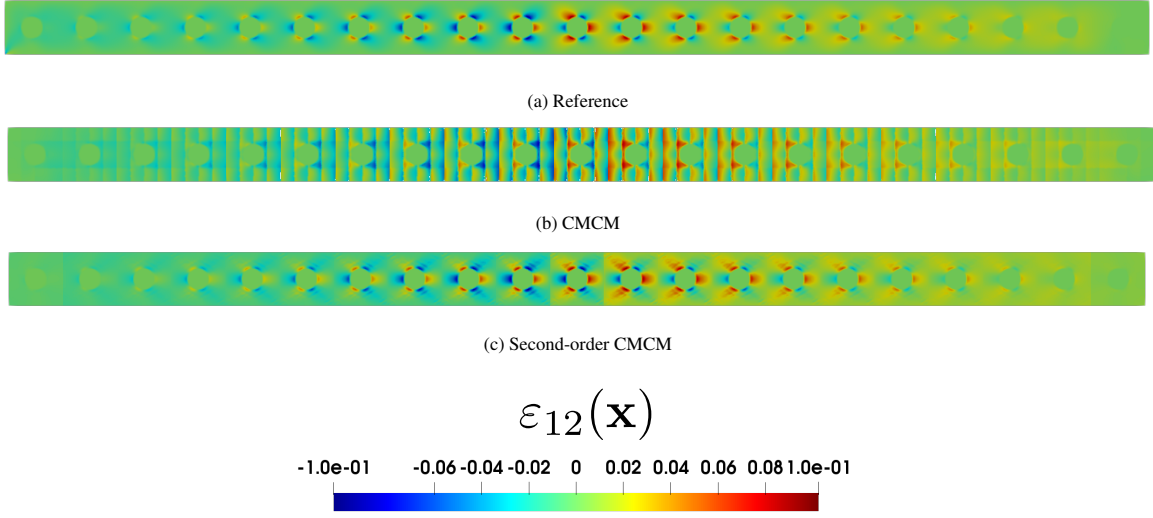 (a) Reference
(b) CMCM
(c) Second-order CMCM
ε₁₂(x)
-1.0e-01 -0.06 -0.04 -0.02 0 0.02 0.04 0.06 0.08 1.0e-01